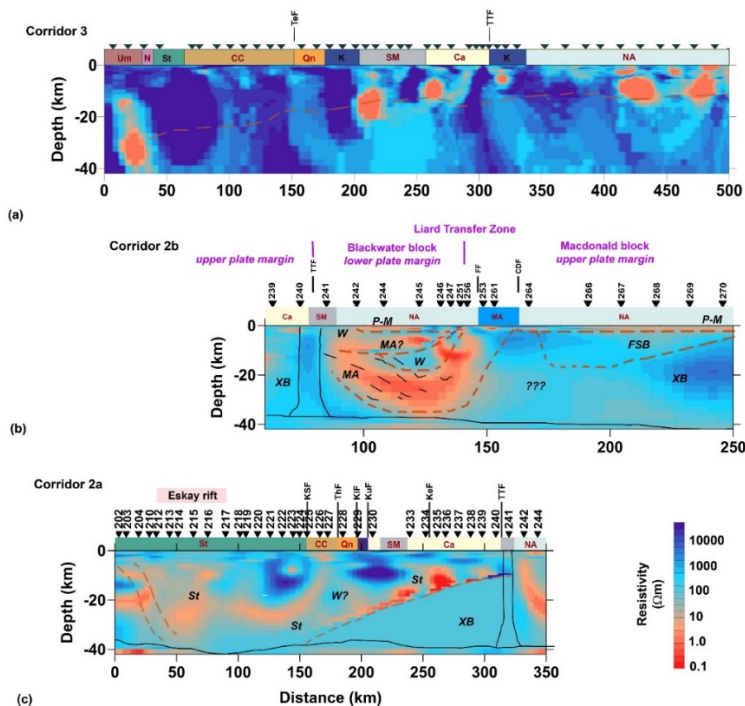 Corridor 3
TeF
TTF
Um N St CC Qn K SM Ca K NA
0
-20
-40
Depth (km)
0 50 100 150 200 250 300 350 400 450 500
(a)
Liard Transfer Zone
Corridor 2b
upper plate margin
Blackwater block
lower plate margin
Macdonald block
upper plate margin
TTF
FF
CDF
239 240 241 242 244 245 246 247 251 256 253 261 264 266 267 268 269 270
Ca SM NA MA NA
P-M
P-M
W
MA?
W
MA
FSB
XB
???
XB
0
-20
-40
Depth (km)
100 150 200 250
(b)
Corridor 2a
Eskay rift
KSF ThF KlF KuF KeF TTF
202 203 204 210 212 213 214 215 216 217 218 219 220 221 222 223 224 225 226 227 228 229 230 233 234 235 236 237 238 239 240 241 242 244
St CC Qn SM Ca NA
St
St
W?
St
XB
0
-20
-40
Depth (km)
0 50 100 150 200 250 300 350
Distance (km)
(c)
10000
1000
100
10
1.0
0.1
Resistivity
(Ωm)